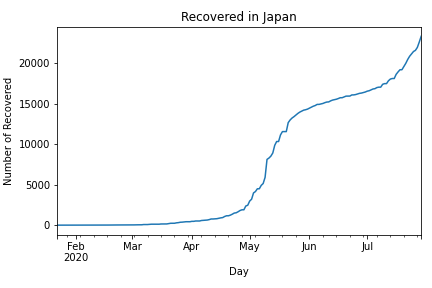 Recovered in Japan
Number of Recovered
20000
15000
10000
5000
0
Feb Mar Apr May Jun Jul
2020
Day